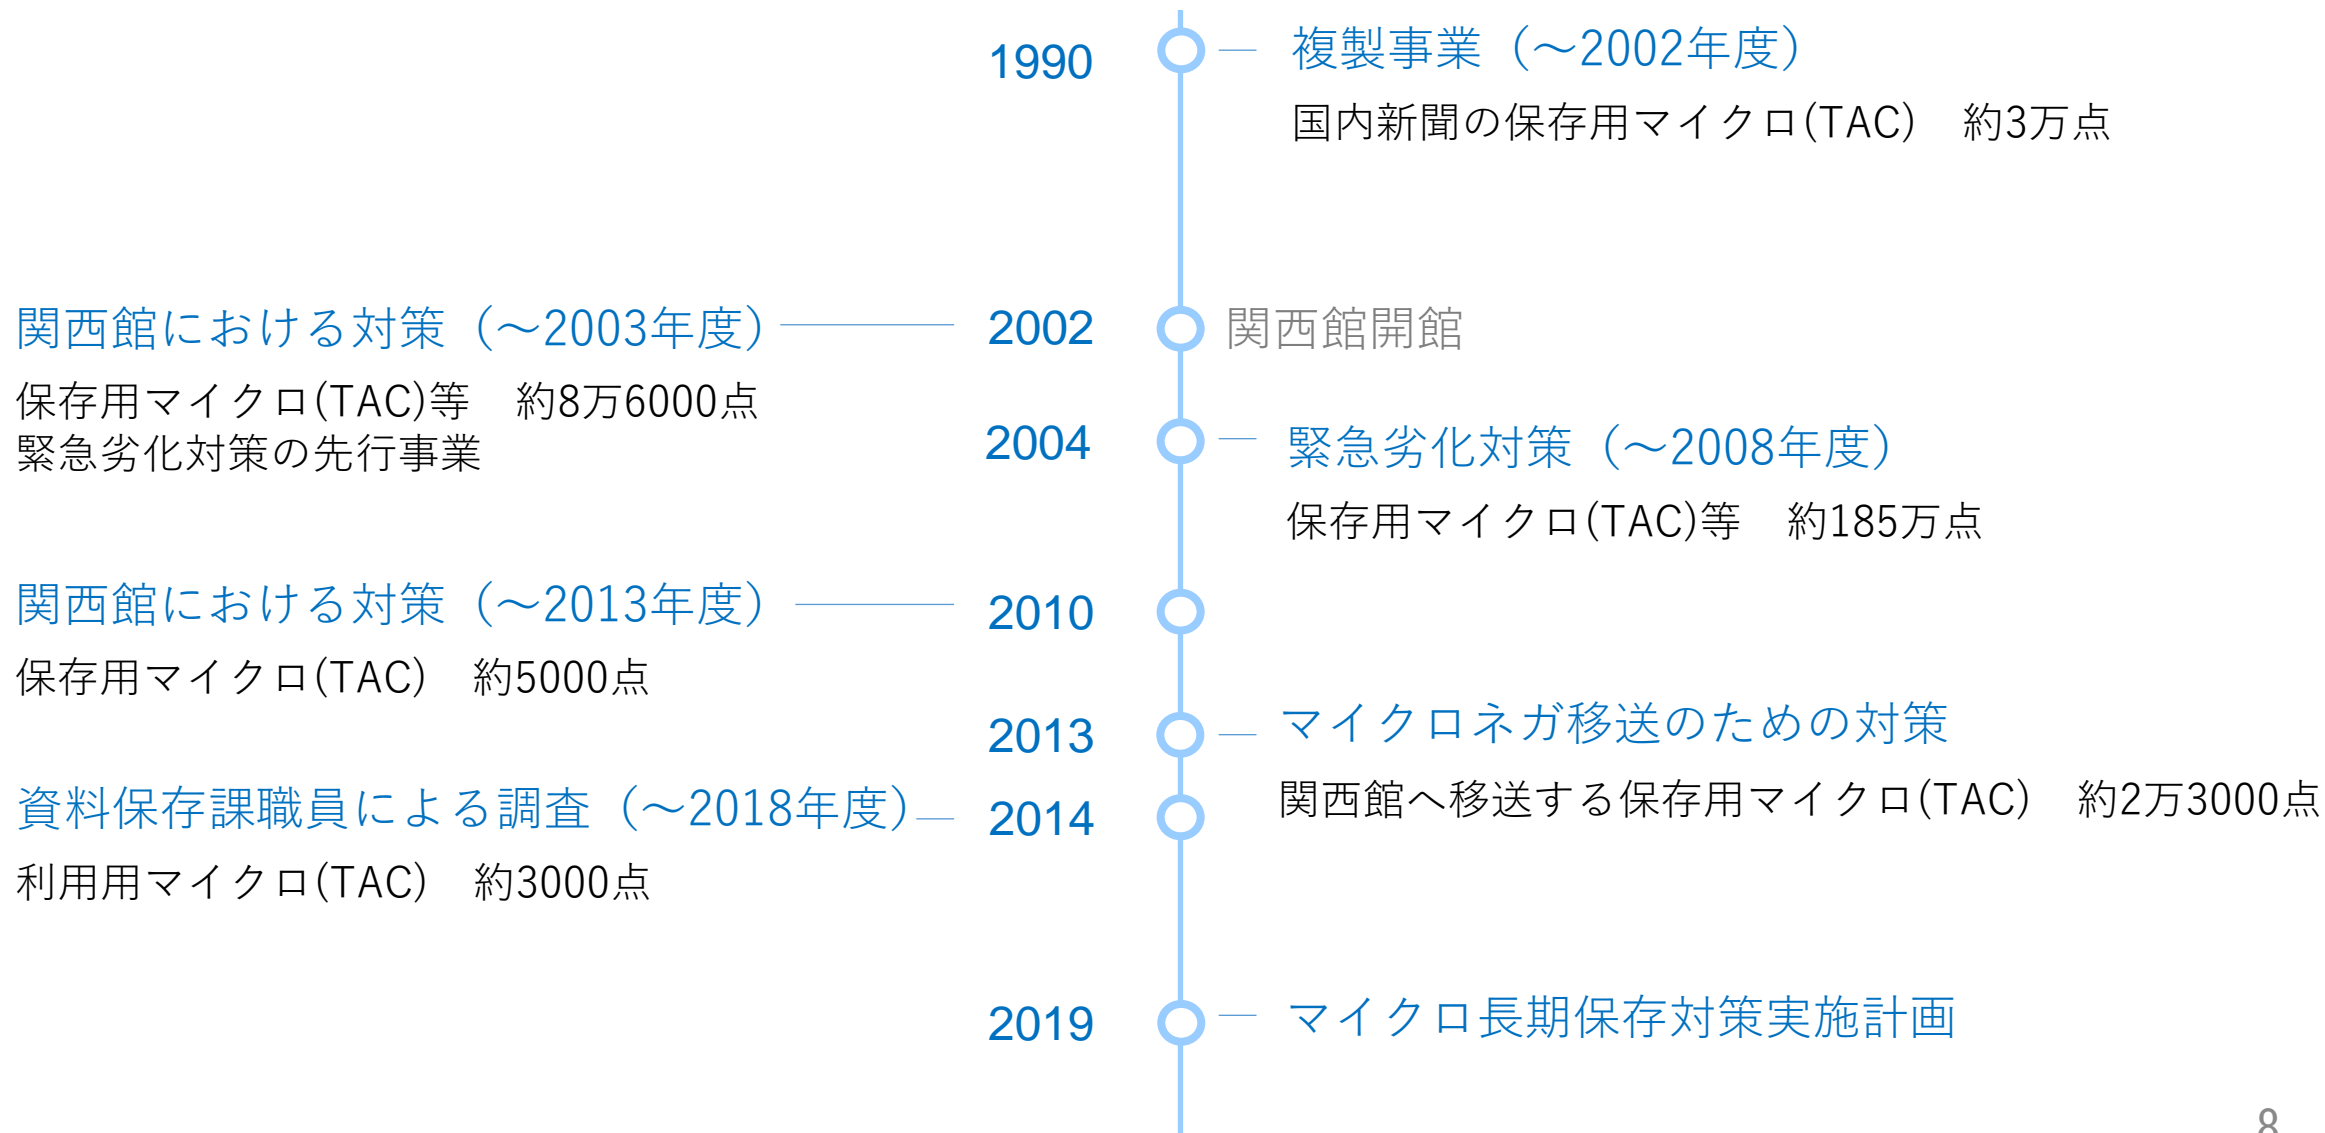 1990
複製事業（～2002年度）
国内新聞の保存用マイクロ(TAC)　約3万点
関西館における対策（～2003年度）
2002
関西館開館
保存用マイクロ(TAC)等　約8万6000点
緊急劣化対策の先行事業
2004
緊急劣化対策（～2008年度）
保存用マイクロ(TAC)等　約185万点
関西館における対策（～2013年度）
2010
保存用マイクロ(TAC)　約5000点
2013
マイクロネガ移送のための対策
関西館へ移送する保存用マイクロ(TAC)　約2万3000点
資料保存課職員による調査（～2018年度）
2014
利用用マイクロ(TAC)　約3000点
2019
マイクロ長期保存対策実施計画
8